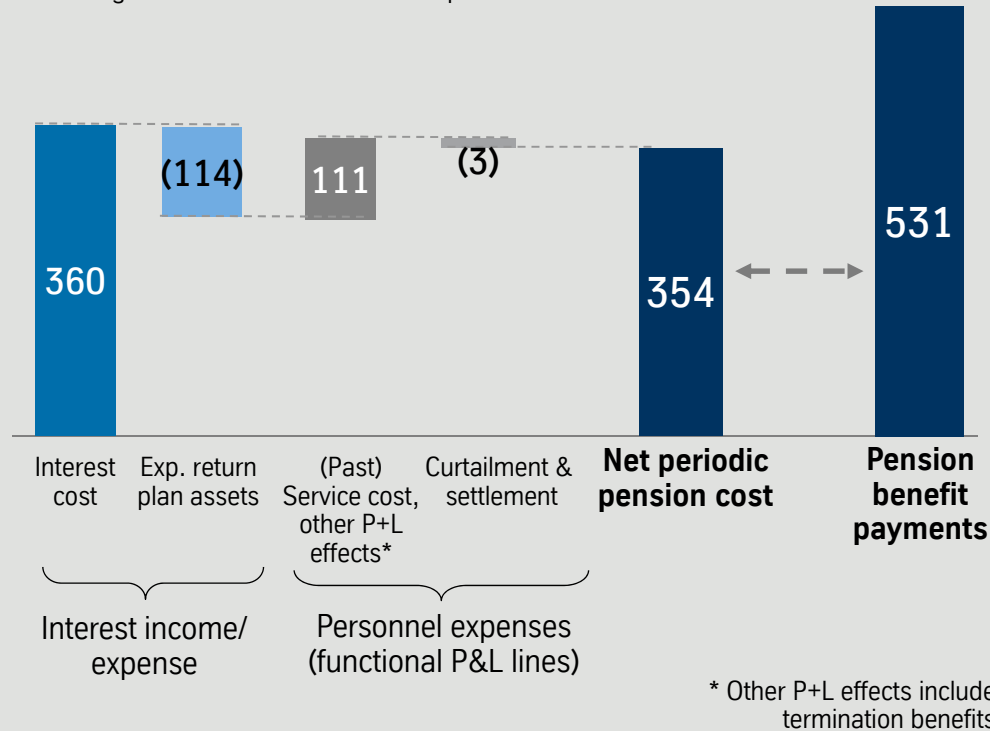 360
(114)
111
(3)
354
531
Interest
cost
Exp. return
plan assets
(Past)
Service cost,
other P+L
effects*
Curtailment &
settlement
Net periodic
pension cost
Pension
benefit
payments
Interest income/
expense
Personnel expenses
(functional P&L lines)
* Other P+L effects include
termination benefits